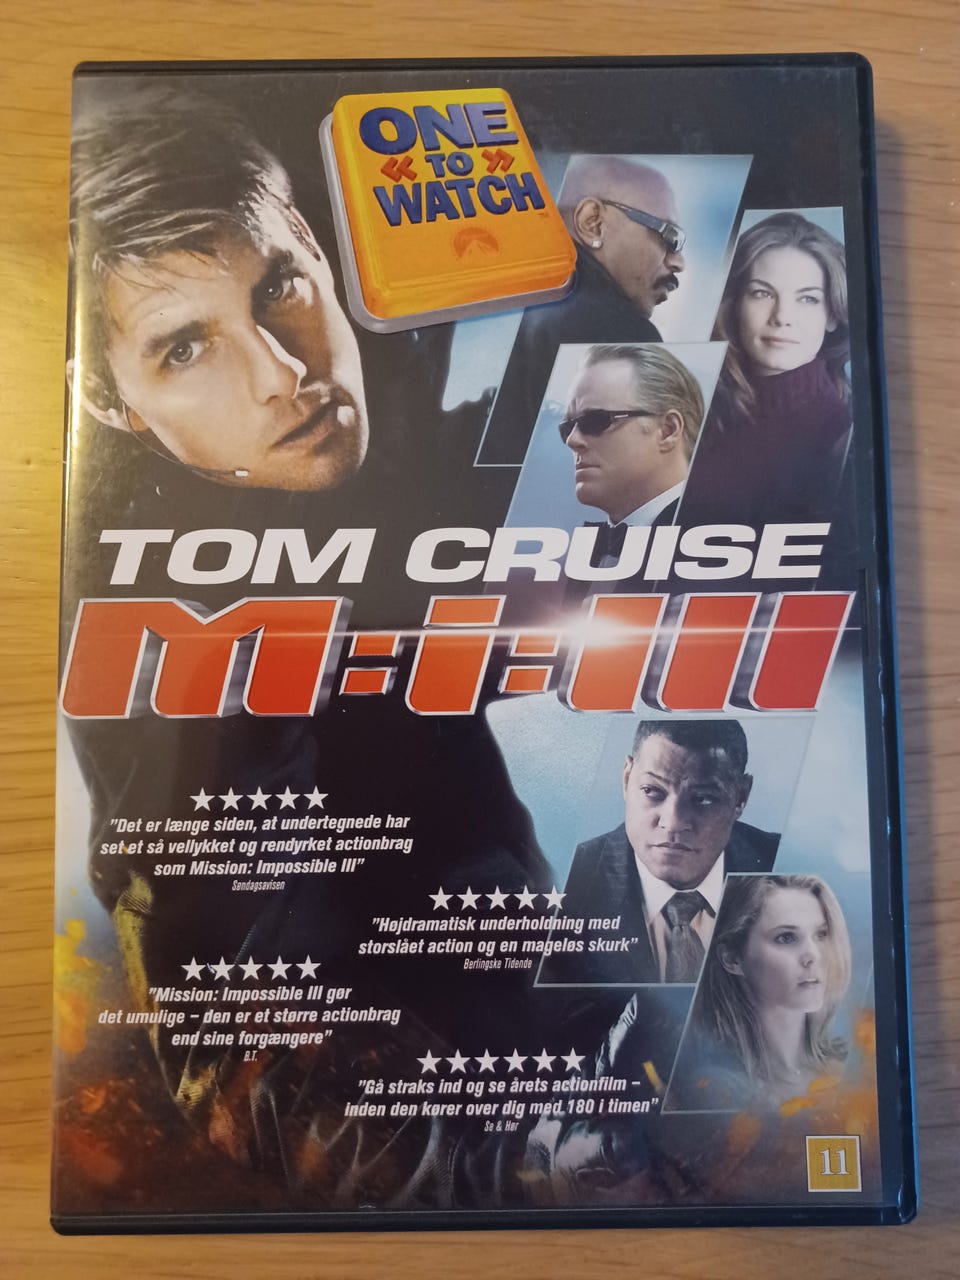 ONE
« TO »
WATCH
TOM CRUISE
M:i:III
★★★★★
"Det er længe siden, at undertegnede har
set et så vellykket og rendyrket actionbrag
som Mission: Impossible III"
Søndagsavisen
★★★★★
"Højdramatisk underholdning med
storslået action og en mageløs skurk"
Berlingske Tidende
★★★★★
"Mission: Impossible III gør
det umulige – den er et større actionbrag
end sine forgængere"
B.T.
★★★★★★
"Gå straks ind og se årets actionfilm –
inden den kører over dig med 180 i timen"
Se & Hør
11